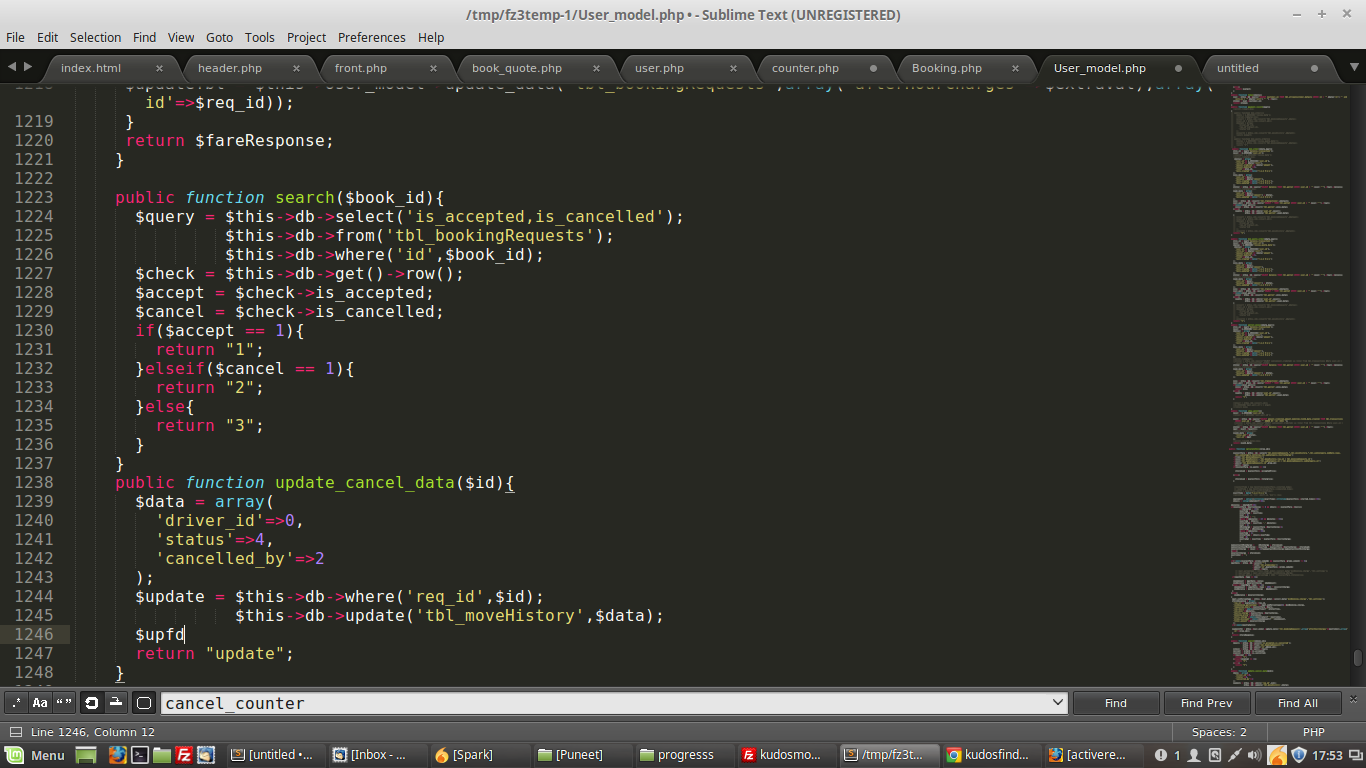 /tmp/fz3temp-1/User_model.php • - Sublime Text (UNREGISTERED)
File Edit Selection Find View Goto Tools Project Preferences Help
index.html × header.php × front.php × book_quote.php × user.php × counter.php Booking.php × User_model.php untitled
id'=>$req_id));
1219 }
1220 return $fareResponse;
1221 }
1222
1223 public function search($book_id){
1224 $query = $this->db->select('is_accepted,is_cancelled');
1225 $this->db->from('tbl_bookingRequests');
1226 $this->db->where('id',$book_id);
1227 $check = $this->db->get()->row();
1228 $accept = $check->is_accepted;
1229 $cancel = $check->is_cancelled;
1230 if($accept == 1){
1231 return "1";
1232 }elseif($cancel == 1){
1233 return "2";
1234 }else{
1235 return "3";
1236 }
1237 }
1238 public function update_cancel_data($id){
1239 $data = array(
1240 'driver_id'=>0,
1241 'status'=>4,
1242 'cancelled_by'=>2
1243 );
1244 $update = $this->db->where('req_id',$id);
1245 $this->db->update('tbl_moveHistory',$data);
1246 $upfd
1247 return "update";
1248 }
.* Aa “” cancel_counter Find Find Prev Find All ×
Line 1246, Column 12 Spaces: 2 PHP
Menu [untitled •... [[Inbox - ... [Spark] [Puneet] progresss kudosmo... /tmp/fz3t... kudosfind... [activere... 1 17:53